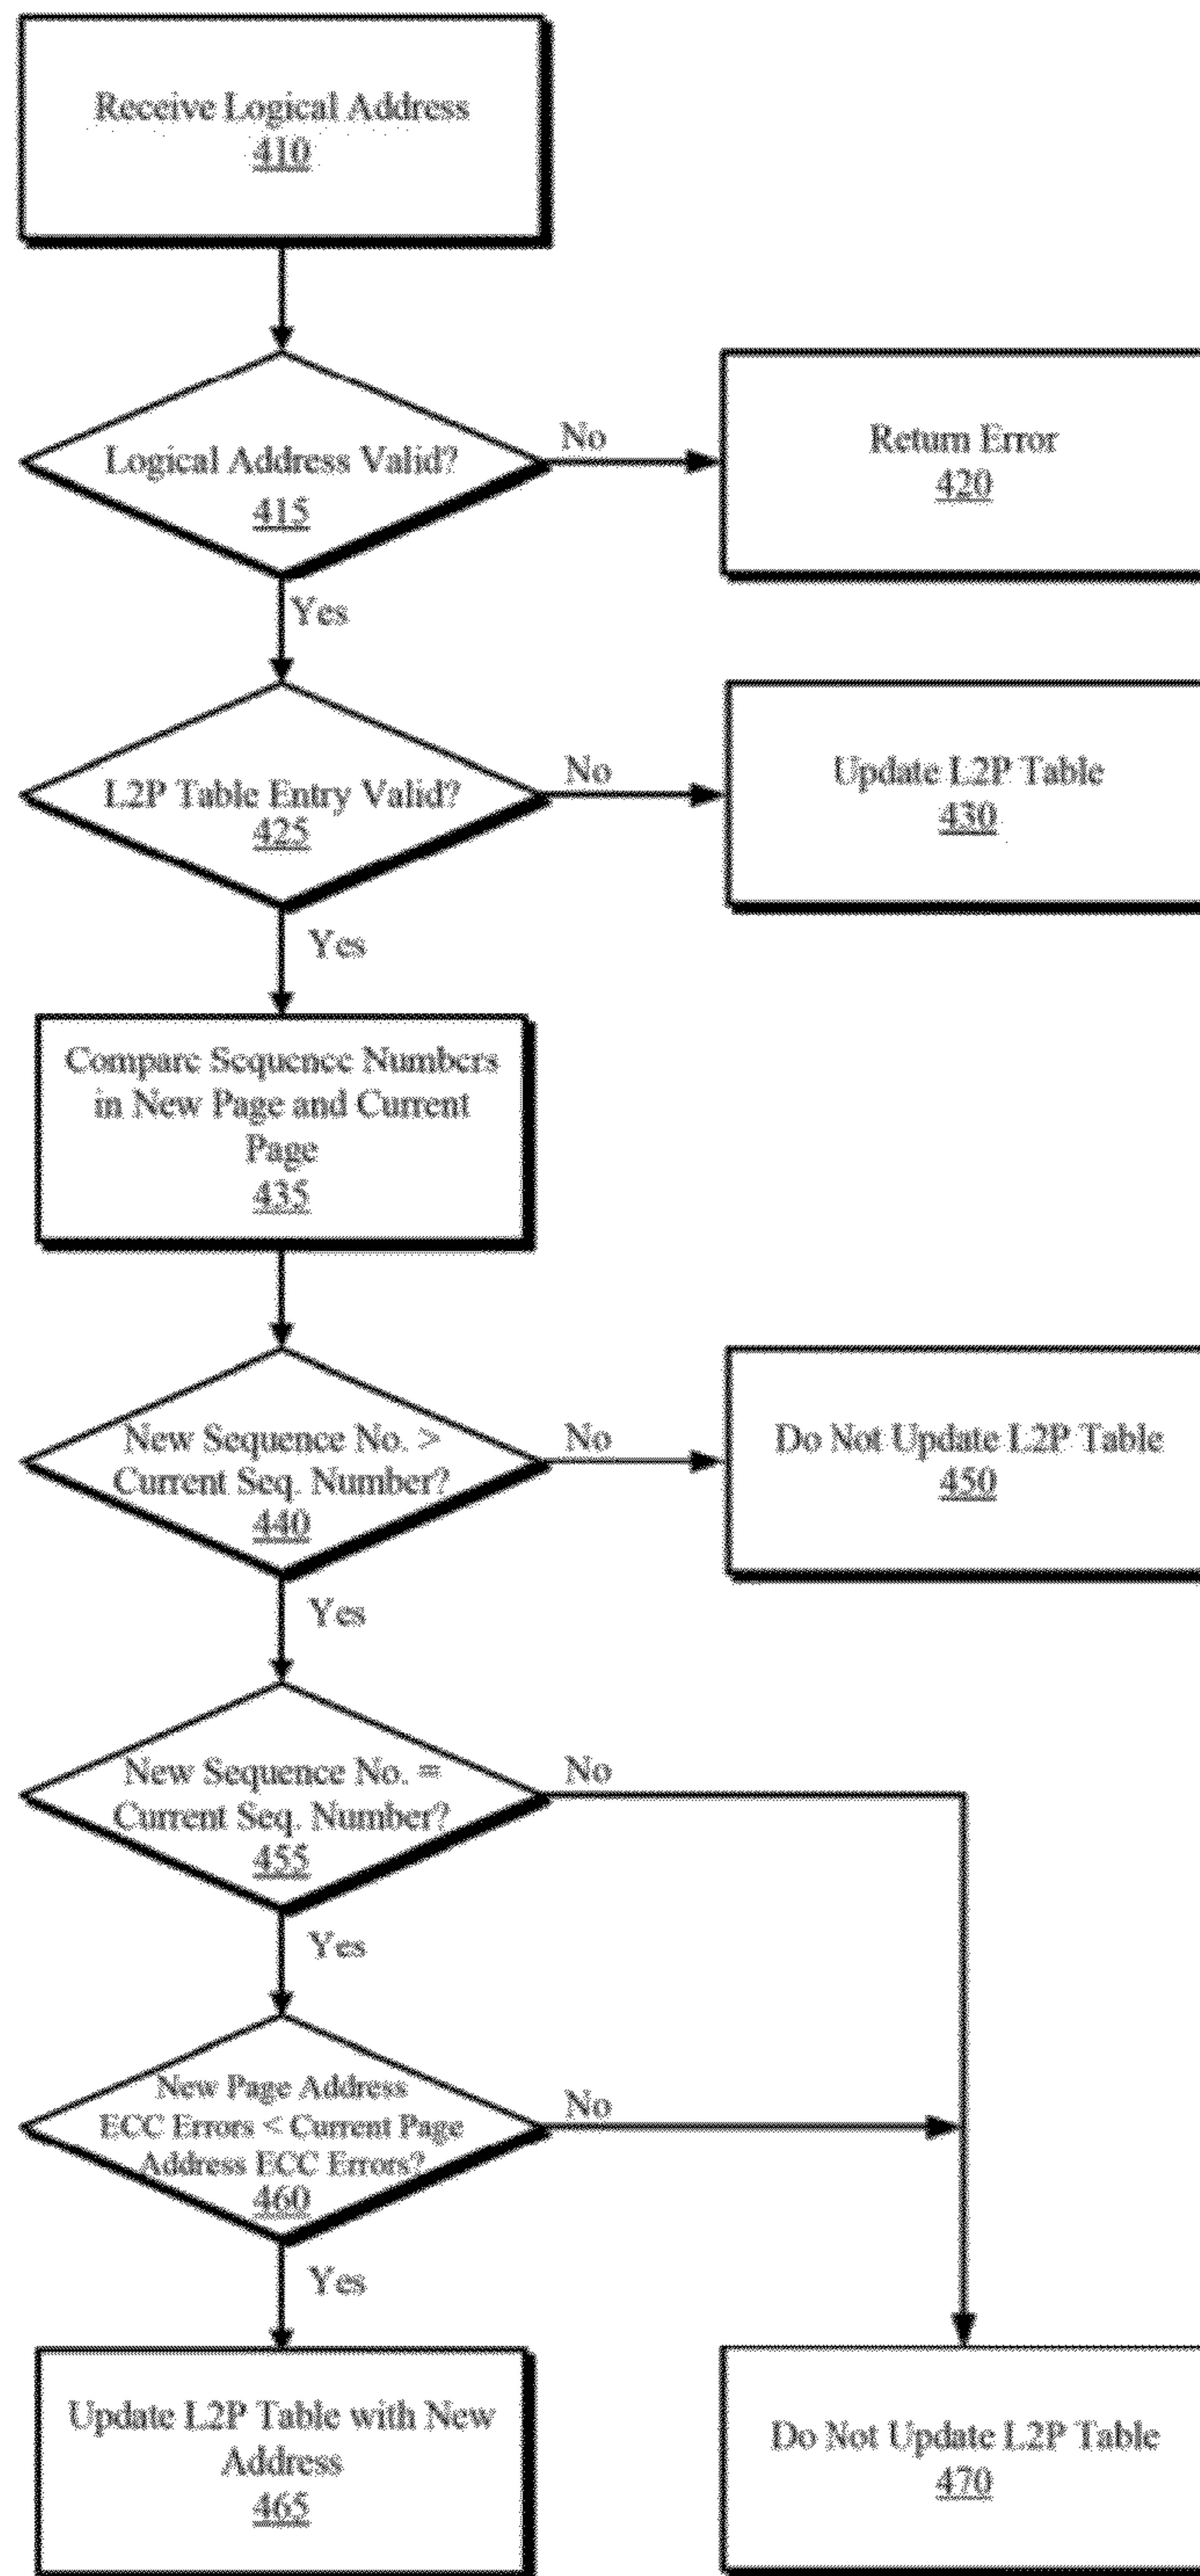 Receive Logical Address
410
Logical Address Valid?
415
No
Return Error
420
Yes
L2P Table Entry Valid?
425
No
Update L2P Table
430
Yes
Compare Sequence Numbers
in New Page and Current
Page
435
New Sequence No. >
Current Seq. Number?
440
No
Do Not Update L2P Table
450
Yes
New Sequence No. =
Current Seq. Number?
455
No
Yes
New Page Address
ECC Errors < Current Page
Address ECC Errors?
460
No
Yes
Update L2P Table with New
Address
465
Do Not Update L2P Table
470